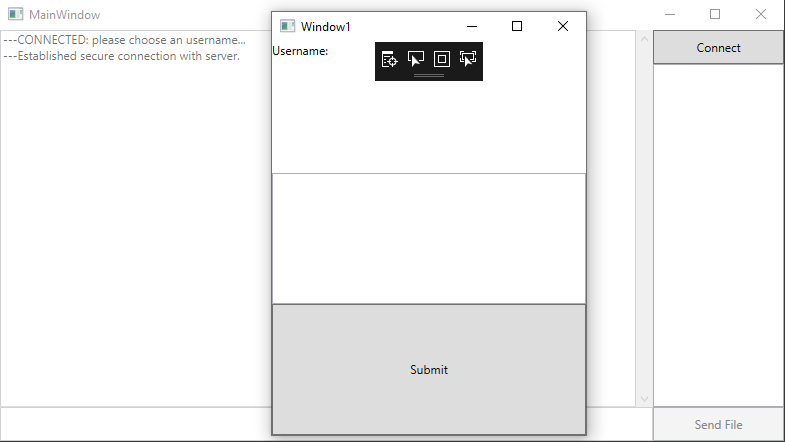 MainWindow
---CONNECTED: please choose an username...
---Established secure connection with server.
Window1
Username:
Submit
Connect
Send File